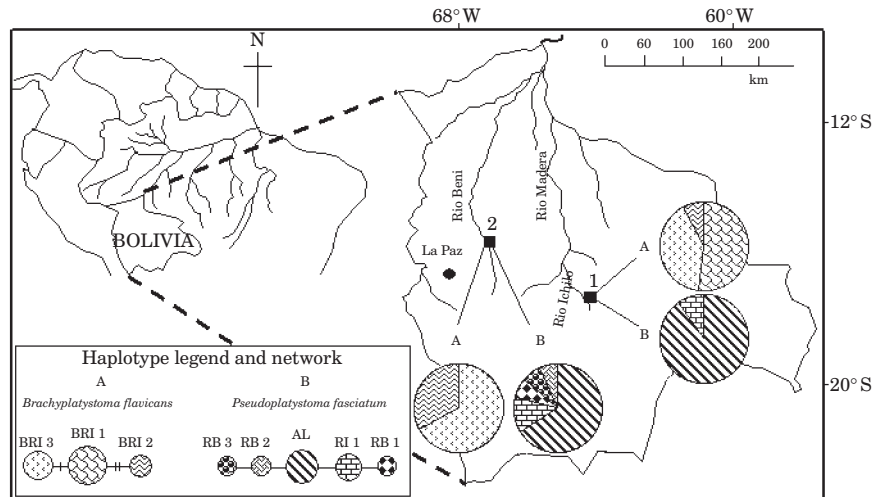 68° W
60° W
N
0 60 120 180 200
km
12° S
Rio Beni
Rio Madera
BOLIVIA
2
La Paz
A
1
Rio Ichilo
B
A
B
20° S
Haplotype legend and network
A
B
Brachyplatystoma flavicans
Pseudoplatystoma fasciatum
BRI 3
BRI 1
BRI 2
RB 3
RB 2
AL
RI 1
RB 1